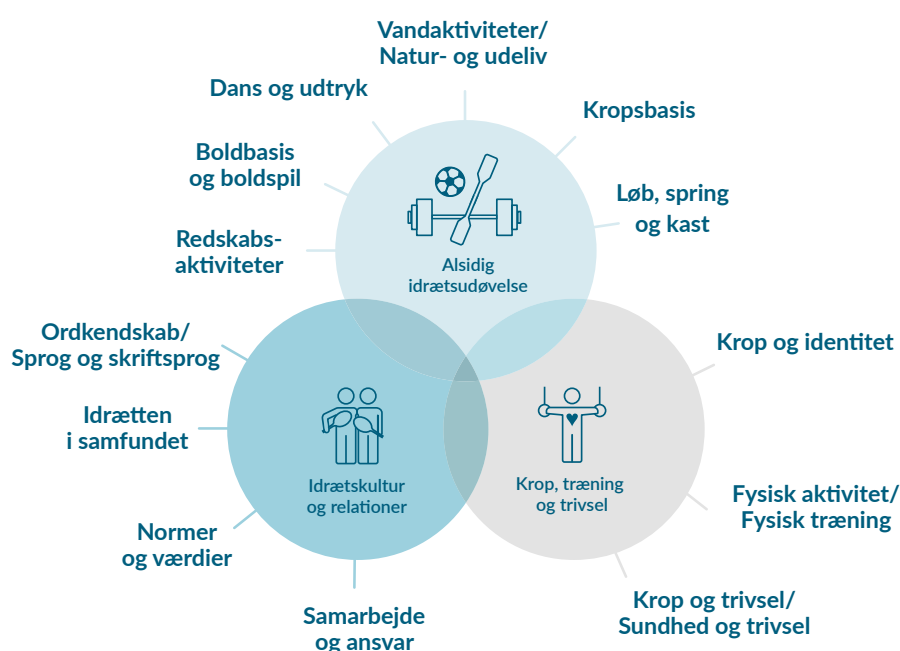 Vandaktiviteter/
Natur- og udeliv
Dans og udtryk
Kropsbasis
Boldbasis
og boldspil
Løb, spring
og kast
Redskabs-
aktiviteter
Alsidig
idrætsudøvelse
Ordkendskab/
Sprog og skriftsprog
Krop og identitet
Idrætten
i samfundet
Idrætskultur
og relationer
Krop, træning
og trivsel
Fysisk aktivitet/
Fysisk træning
Normer
og værdier
Samarbejde
og ansvar
Krop og trivsel/
Sundhed og trivsel